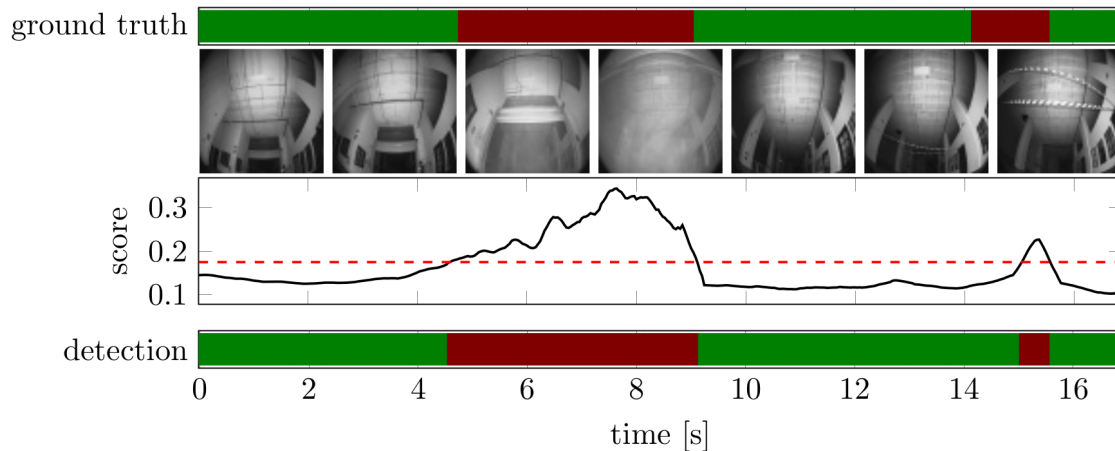 ground truth
score
0.3
0.2
0.1
detection
0 2 4 6 8 10 12 14 16
time [s]